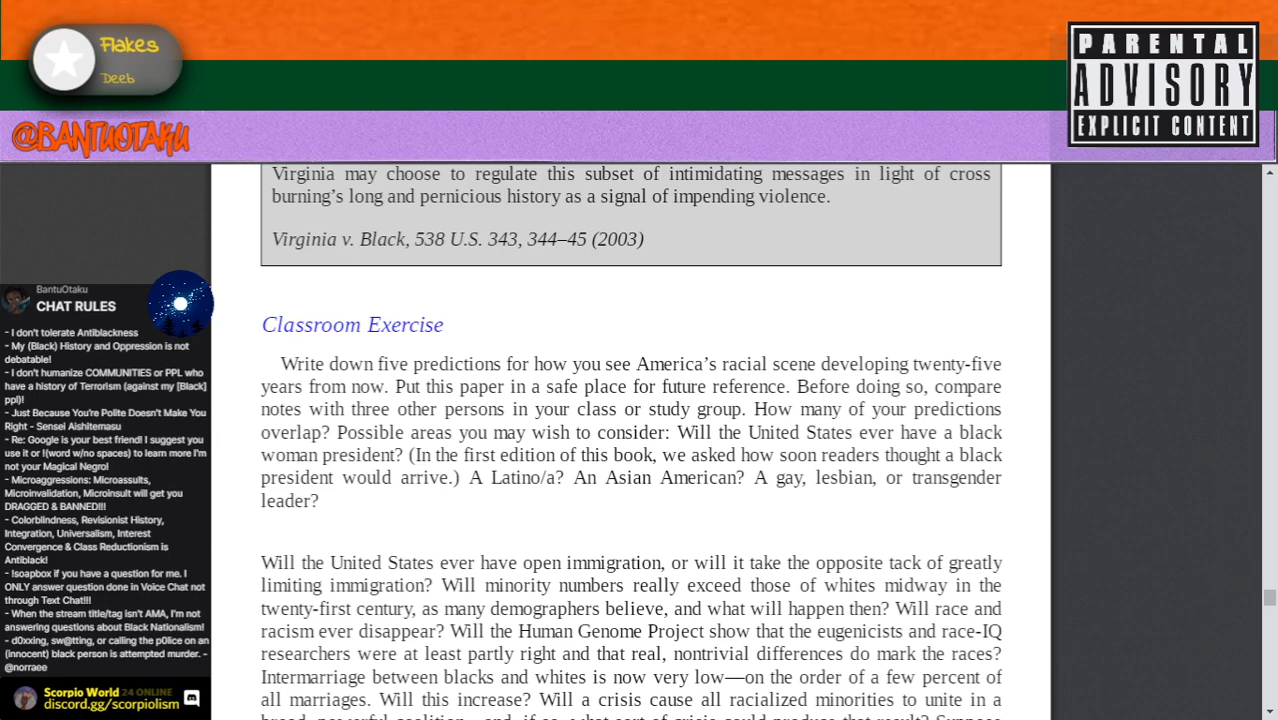 Flakes
Deeb
PARENTAL
ADVISORY
EXPLICIT CONTENT
@BANTUOTAKU
Virginia may choose to regulate this subset of intimidating messages in light of cross
burning’s long and pernicious history as a signal of impending violence.
Virginia v. Black, 538 U.S. 343, 344–45 (2003)
BantuOtaku
CHAT RULES
- I don't tolerate Antiblackness
- My (Black) History and Oppression is not
debatable!
- I don't humanize COMMUNITIES or PPL who
have a history of Terrorism (against my [Black]
ppl)!
- Just Because You're Polite Doesn't Make You
Right - Sensei Aishitemasu
- Re: Google is your best friend! I suggest you
use it or !(word w/no spaces) to learn more I'm
not your Magical Negro!
- Microaggressions: Microassults,
Microinvalidation, Microinsult will get you
DRAGGED & BANNED!!!
- Colorblindness, Revisionist History,
Integration, Universalism, Interest
Convergence & Class Reductionism is
Antiblack!
- !soapbox if you have a question for me. I
ONLY answer question done in Voice Chat not
through Text Chat!!!
- When the stream title/tag isn't AMA, I'm not
answering questions about Black Nationalism!
- d0xxing, sw@tting, or calling the p0lice on an
(innocent) black person is attempted murder. -
@norraee
Scorpio World 24 ONLINE
discord.gg/scorpiolism
Classroom Exercise
Write down five predictions for how you see America’s racial scene developing twenty-five
years from now. Put this paper in a safe place for future reference. Before doing so, compare
notes with three other persons in your class or study group. How many of your predictions
overlap? Possible areas you may wish to consider: Will the United States ever have a black
woman president? (In the first edition of this book, we asked how soon readers thought a black
president would arrive.) A Latino/a? An Asian American? A gay, lesbian, or transgender
leader?
Will the United States ever have open immigration, or will it take the opposite tack of greatly
limiting immigration? Will minority numbers really exceed those of whites midway in the
twenty-first century, as many demographers believe, and what will happen then? Will race and
racism ever disappear? Will the Human Genome Project show that the eugenicists and race-IQ
researchers were at least partly right and that real, nontrivial differences do mark the races?
Intermarriage between blacks and whites is now very low—on the order of a few percent of
all marriages. Will this increase? Will a crisis cause all racialized minorities to unite in a
broad, powerful coalition—and, if so, what sort of crisis could produce that result? Suppose